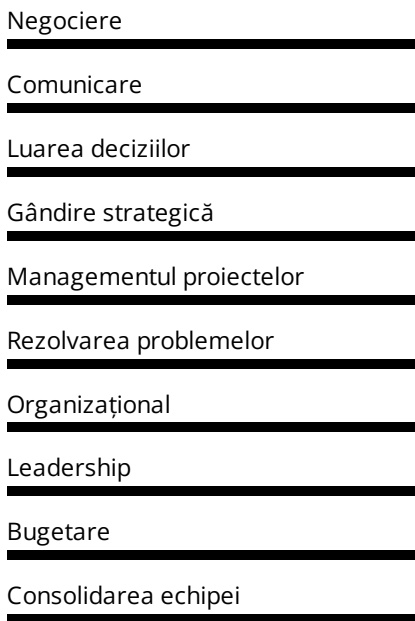 Negociere
Comunicare
Luarea deciziilor
Gândire strategică
Managementul proiectelor
Rezolvarea problemelor
Organizațional
Leadership
Bugetare
Consolidarea echipei